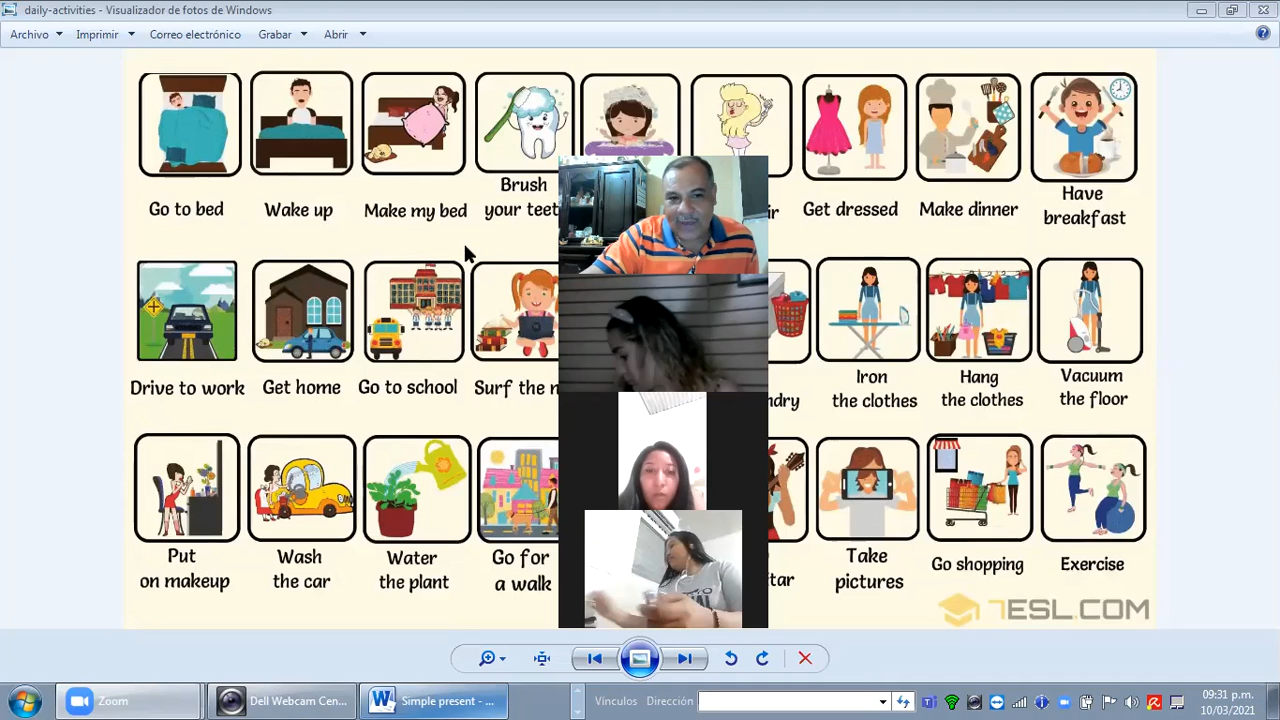 daily-activities - Visualizador de fotos de Windows
Archivo Imprimir Correo electrónico Grabar Abrir
Go to bed
Wake up
Make my bed
Brush
your teet
ir
Get dressed
Make dinner
Have
breakfast
Drive to work
Get home
Go to school
Surf the n
ndry
Iron
the clothes
Hang
the clothes
Vacuum
the floor
Put
on makeup
Wash
the car
Water
the plant
Go for
a walk
tar
Take
pictures
Go shopping
Exercise
7ESL.COM
Zoom
Dell Webcam Cen...
Simple present - ...
Vínculos
Dirección
09:31 p.m.
10/03/2021